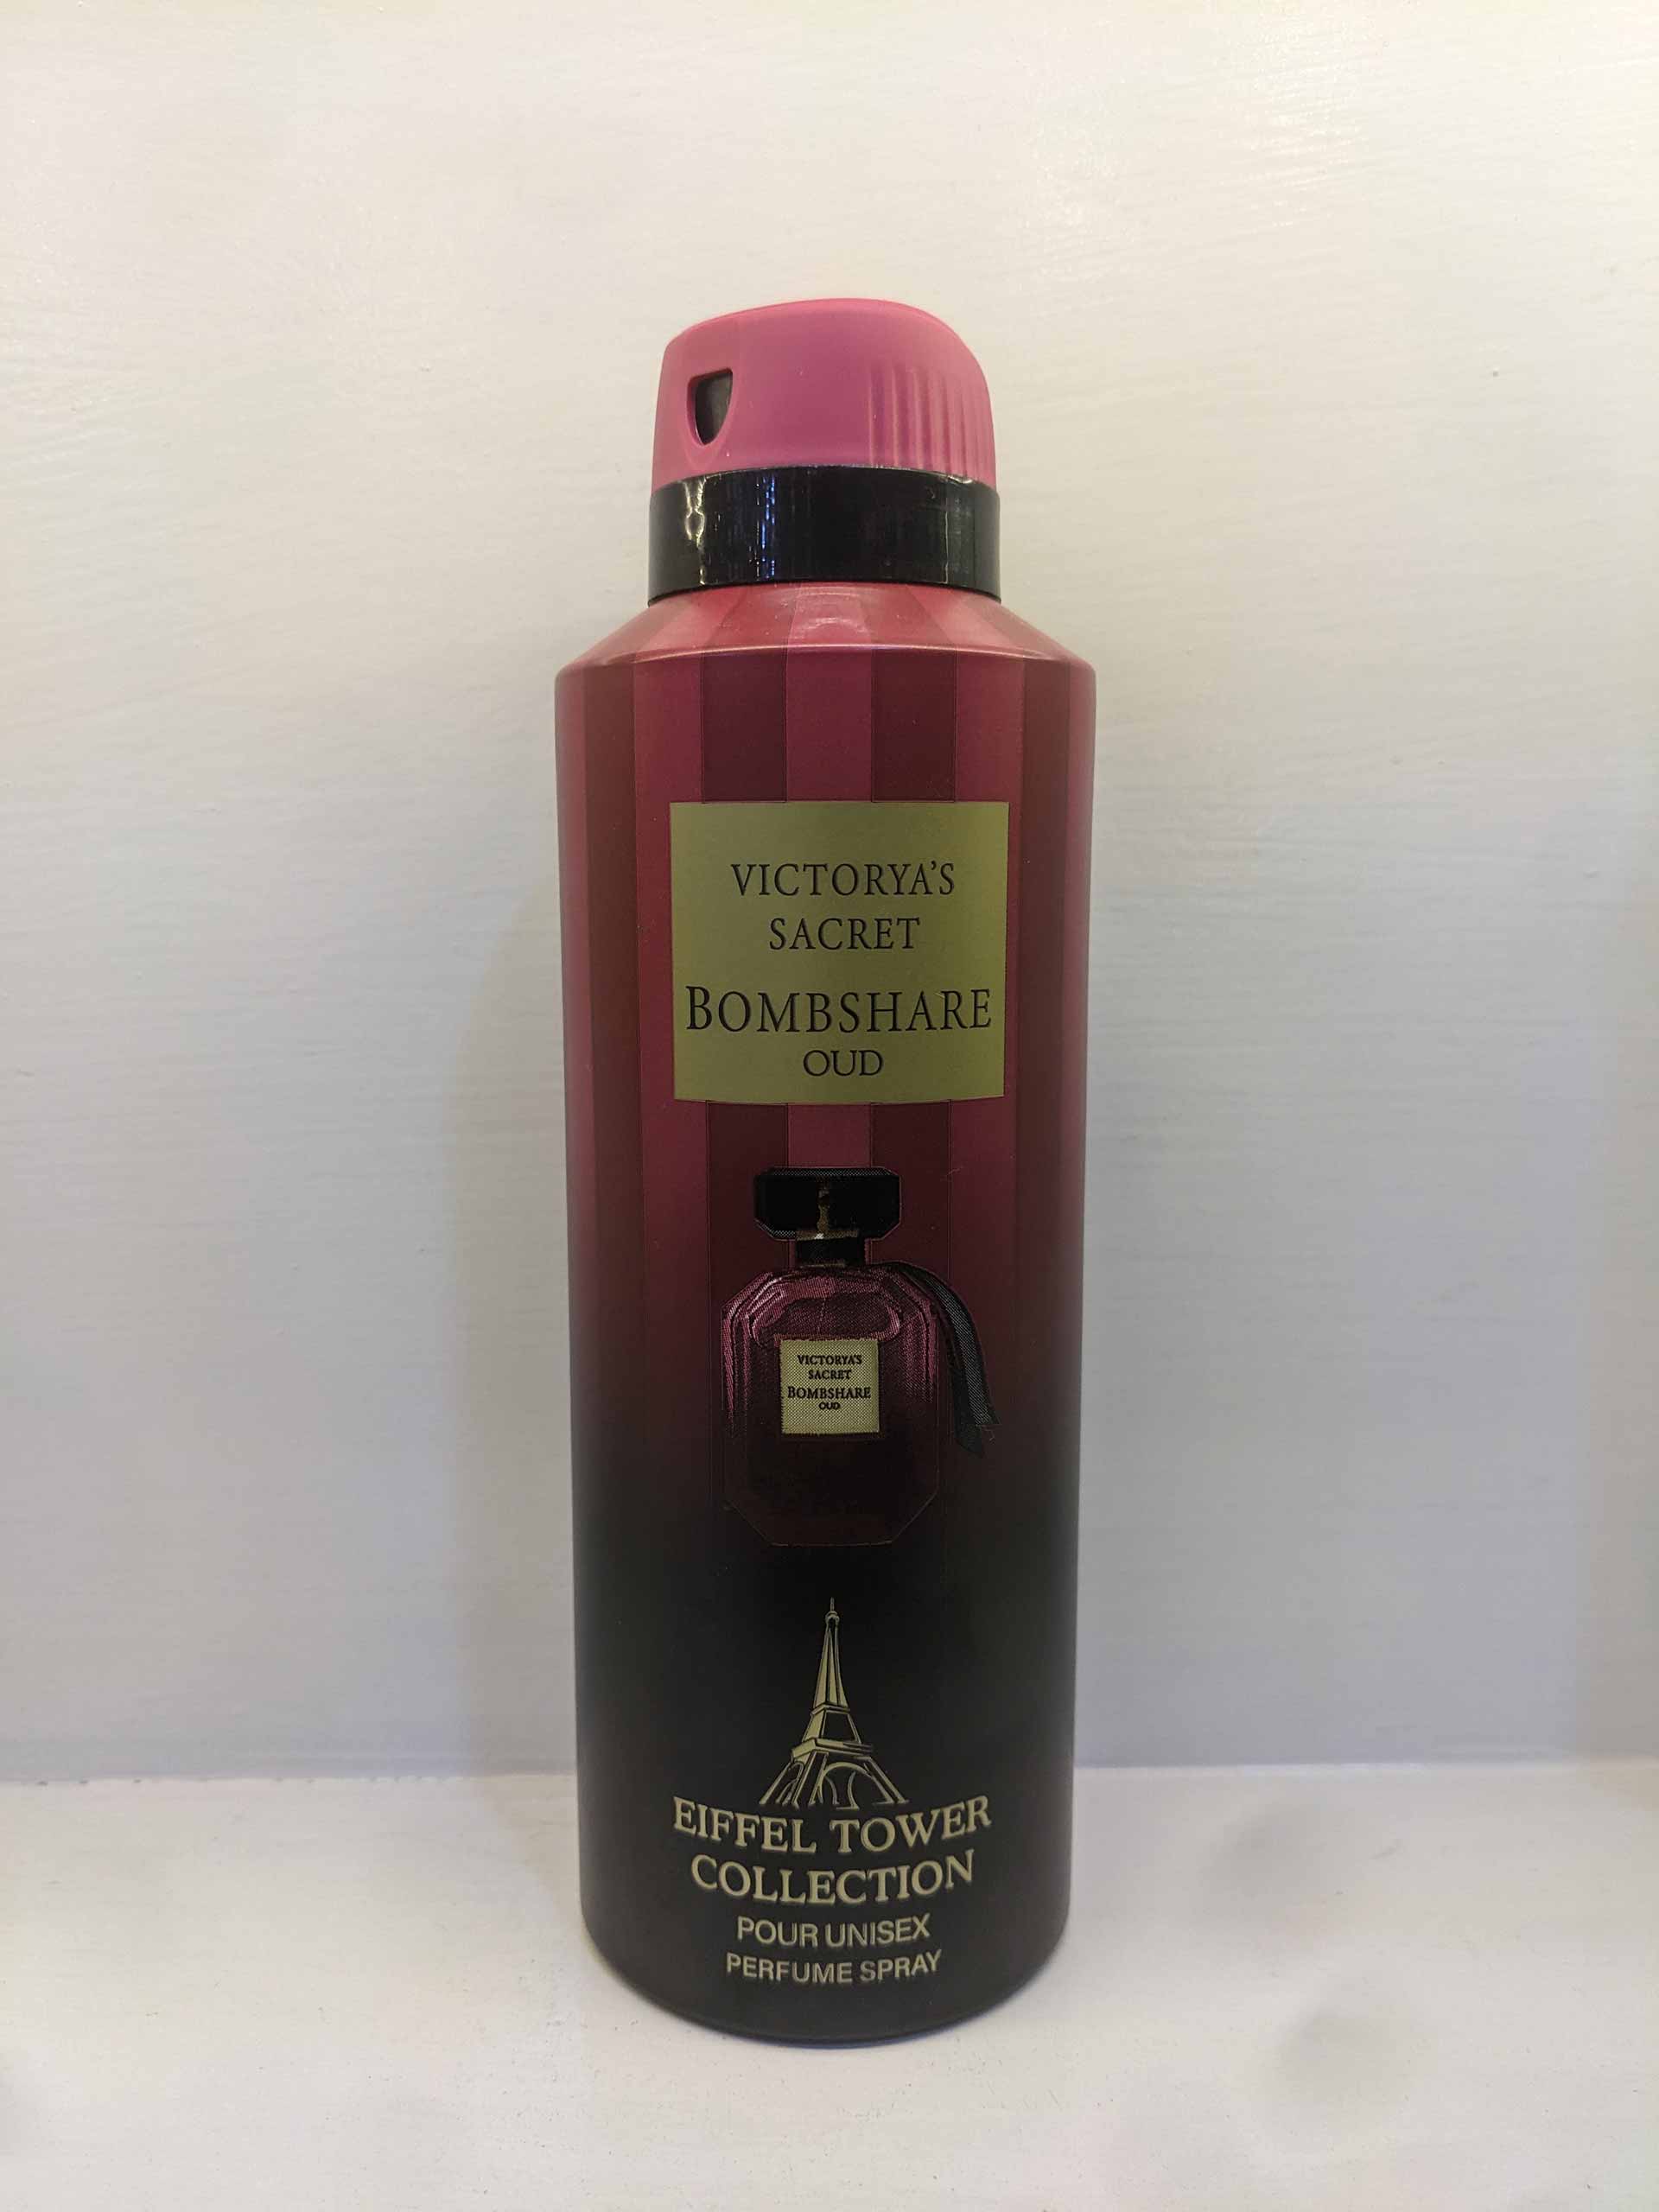 VICTORYA'S
SACRET
BOMBSHARE
OUD
VICTORYA'S
SACRET
BOMBSHARE
OUD
EIFFEL TOWER
COLLECTION
POUR UNISEX
PERFUME SPRAY